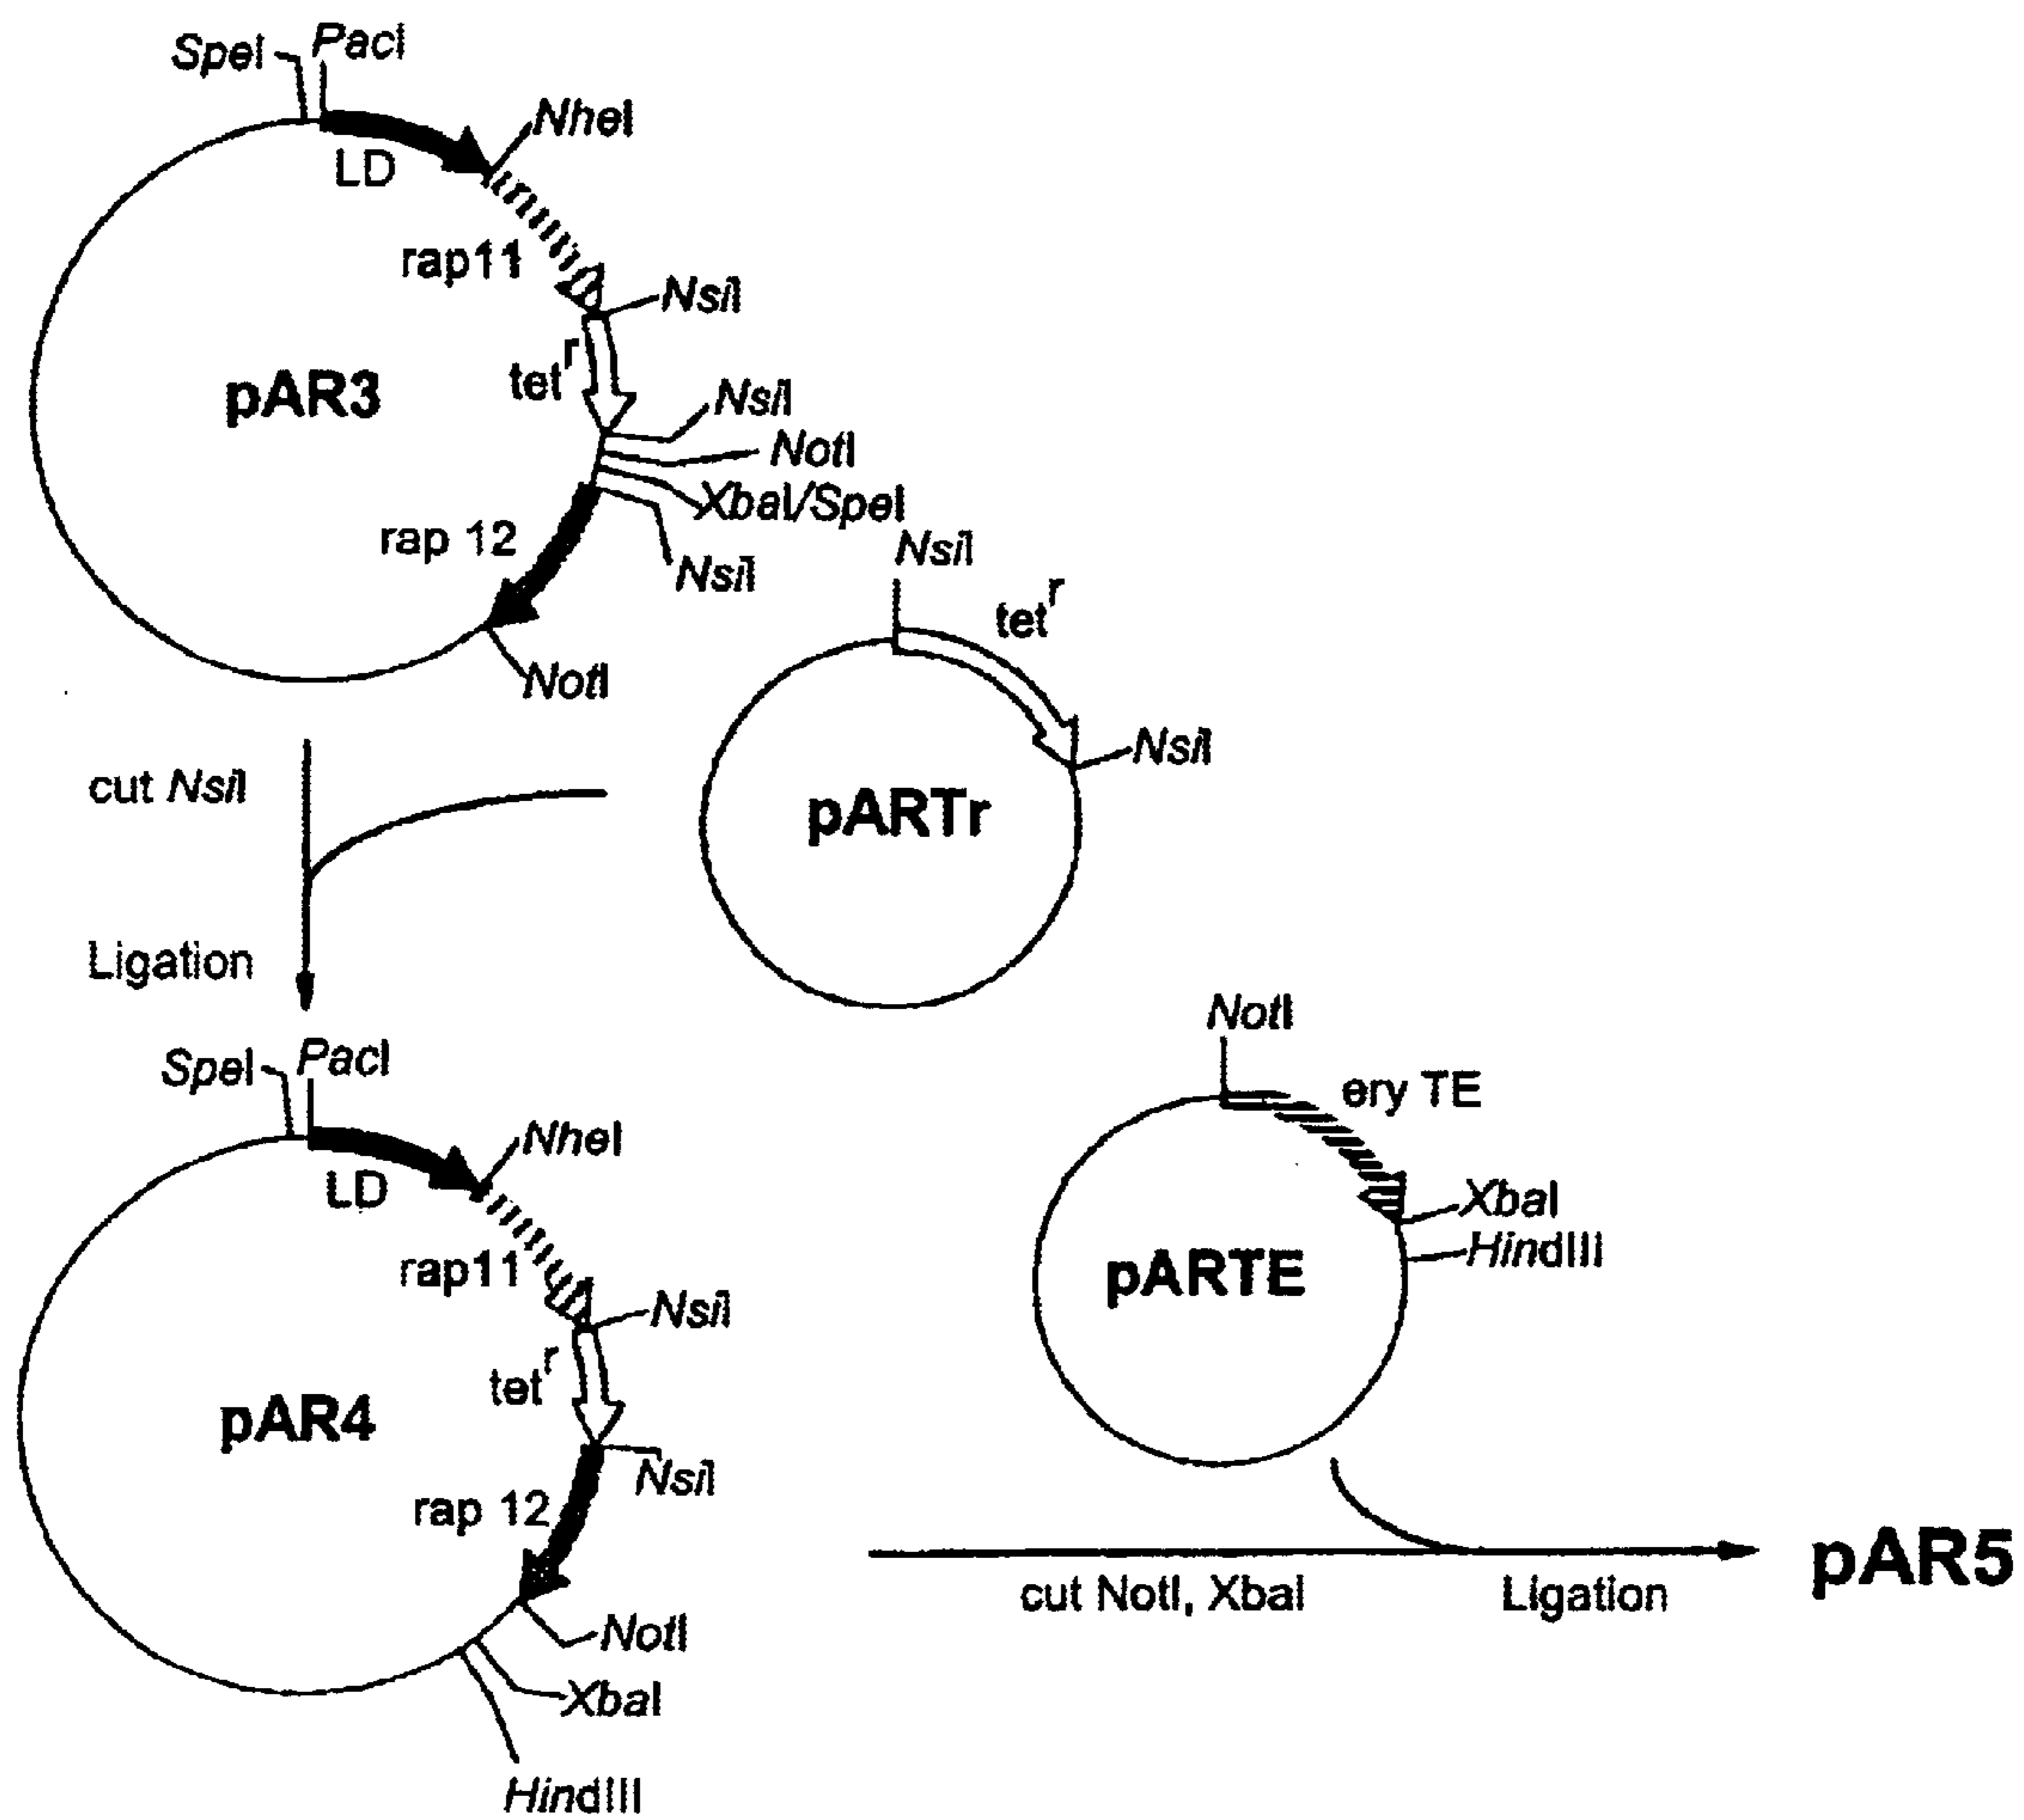 SpeI PacI
NheI
LD
rap11
NsiI
tet^r
pAR3
NsiI
NotI
XbaI/SpeI
rap 12
NsiI
NotI
NsiI
tet^r
NsiI
pARTr
cut NsiI
Ligation
SpeI PacI
NheI
LD
rap11
NsiI
tet^r
pAR4
NsiI
rap 12
NotI
XbaI
HindIII
NotI
ery TE
XbaI
HindIII
pARTE
cut NotI, XbaI
Ligation
pAR5